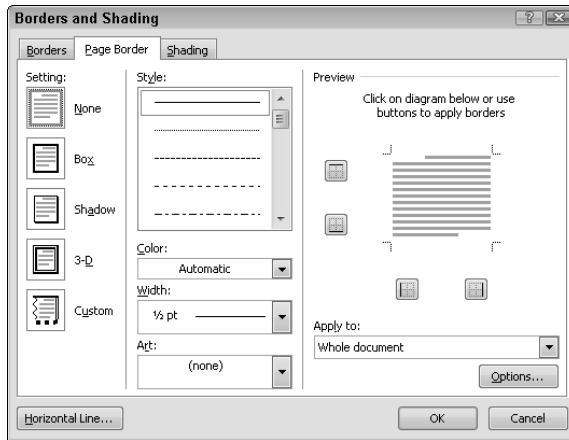 Borders and Shading
Borders
Page Border
Shading
Setting:
None
Box
Shadow
3-D
Custom
Style:
Color:
Automatic
Width:
½ pt
Art:
(none)
Preview
Click on diagram below or use
buttons to apply borders
Apply to:
Whole document
Options...
Horizontal Line...
OK
Cancel